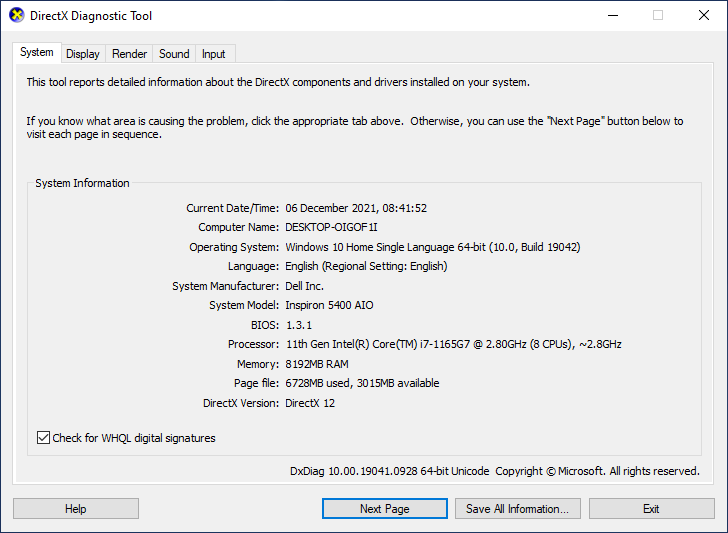 DirectX Diagnostic Tool
System Display Render Sound Input
This tool reports detailed information about the DirectX components and drivers installed on your system.
If you know what area is causing the problem, click the appropriate tab above. Otherwise, you can use the "Next Page" button below to
visit each page in sequence.
System Information
Current Date/Time: 06 December 2021, 08:41:52
Computer Name: DESKTOP-OIGOF1I
Operating System: Windows 10 Home Single Language 64-bit (10.0, Build 19042)
Language: English (Regional Setting: English)
System Manufacturer: Dell Inc.
System Model: Inspiron 5400 AIO
BIOS: 1.3.1
Processor: 11th Gen Intel(R) Core(TM) i7-1165G7 @ 2.80GHz (8 CPUs), ~2.8GHz
Memory: 8192MB RAM
Page file: 6728MB used, 3015MB available
DirectX Version: DirectX 12
Check for WHQL digital signatures
DxDiag 10.00.19041.0928 64-bit Unicode Copyright © Microsoft. All rights reserved.
Help Next Page Save All Information... Exit